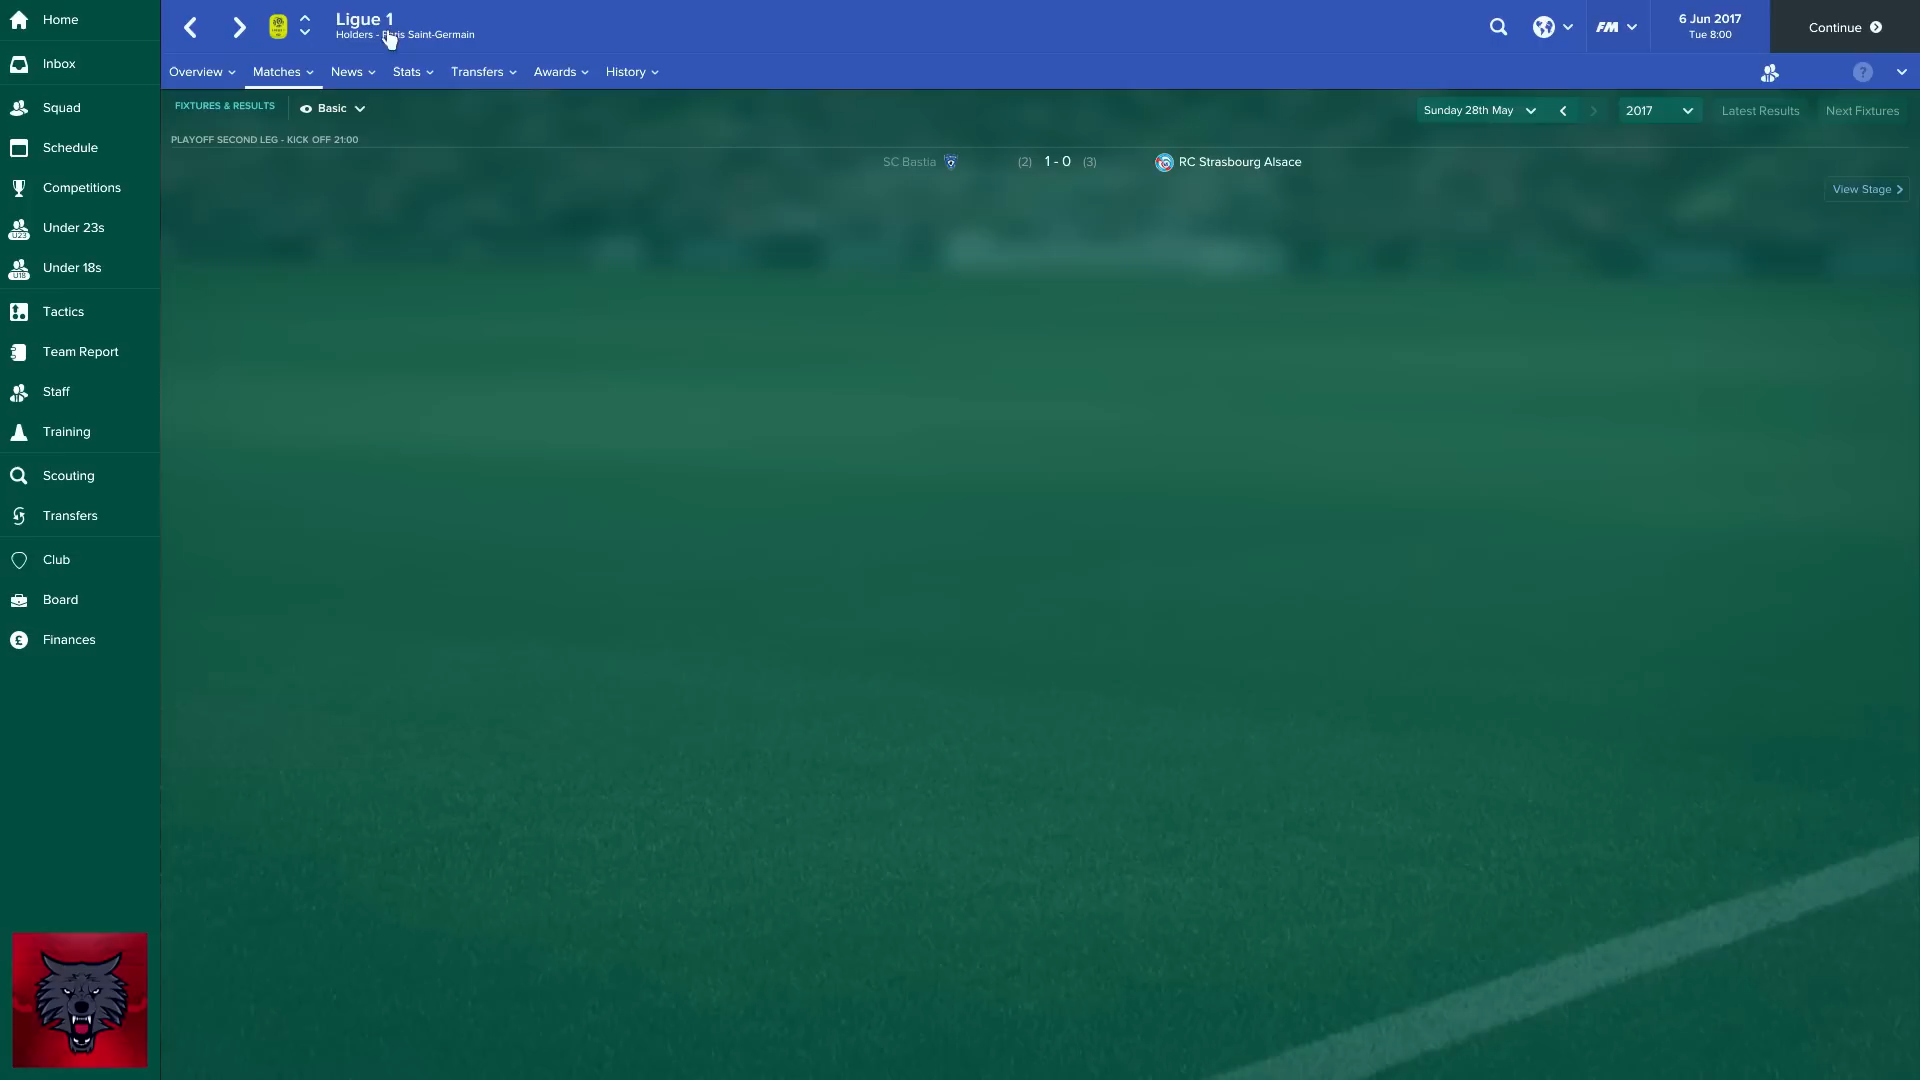 Home
Inbox
Squad
Schedule
Competitions
Under 23s
Under 18s
Tactics
Team Report
Staff
Training
Scouting
Transfers
Club
Board
Finances
Ligue 1
Holders - Paris Saint-Germain
FM
6 Jun 2017
Tue 8:00
Continue
Overview
Matches
News
Stats
Transfers
Awards
History
?
FIXTURES & RESULTS
Basic
Sunday 28th May
2017
Latest Results
Next Fixtures
PLAYOFF SECOND LEG - KICK OFF 21:00
SC Bastia (2) 1 - 0 (3) RC Strasbourg Alsace
View Stage